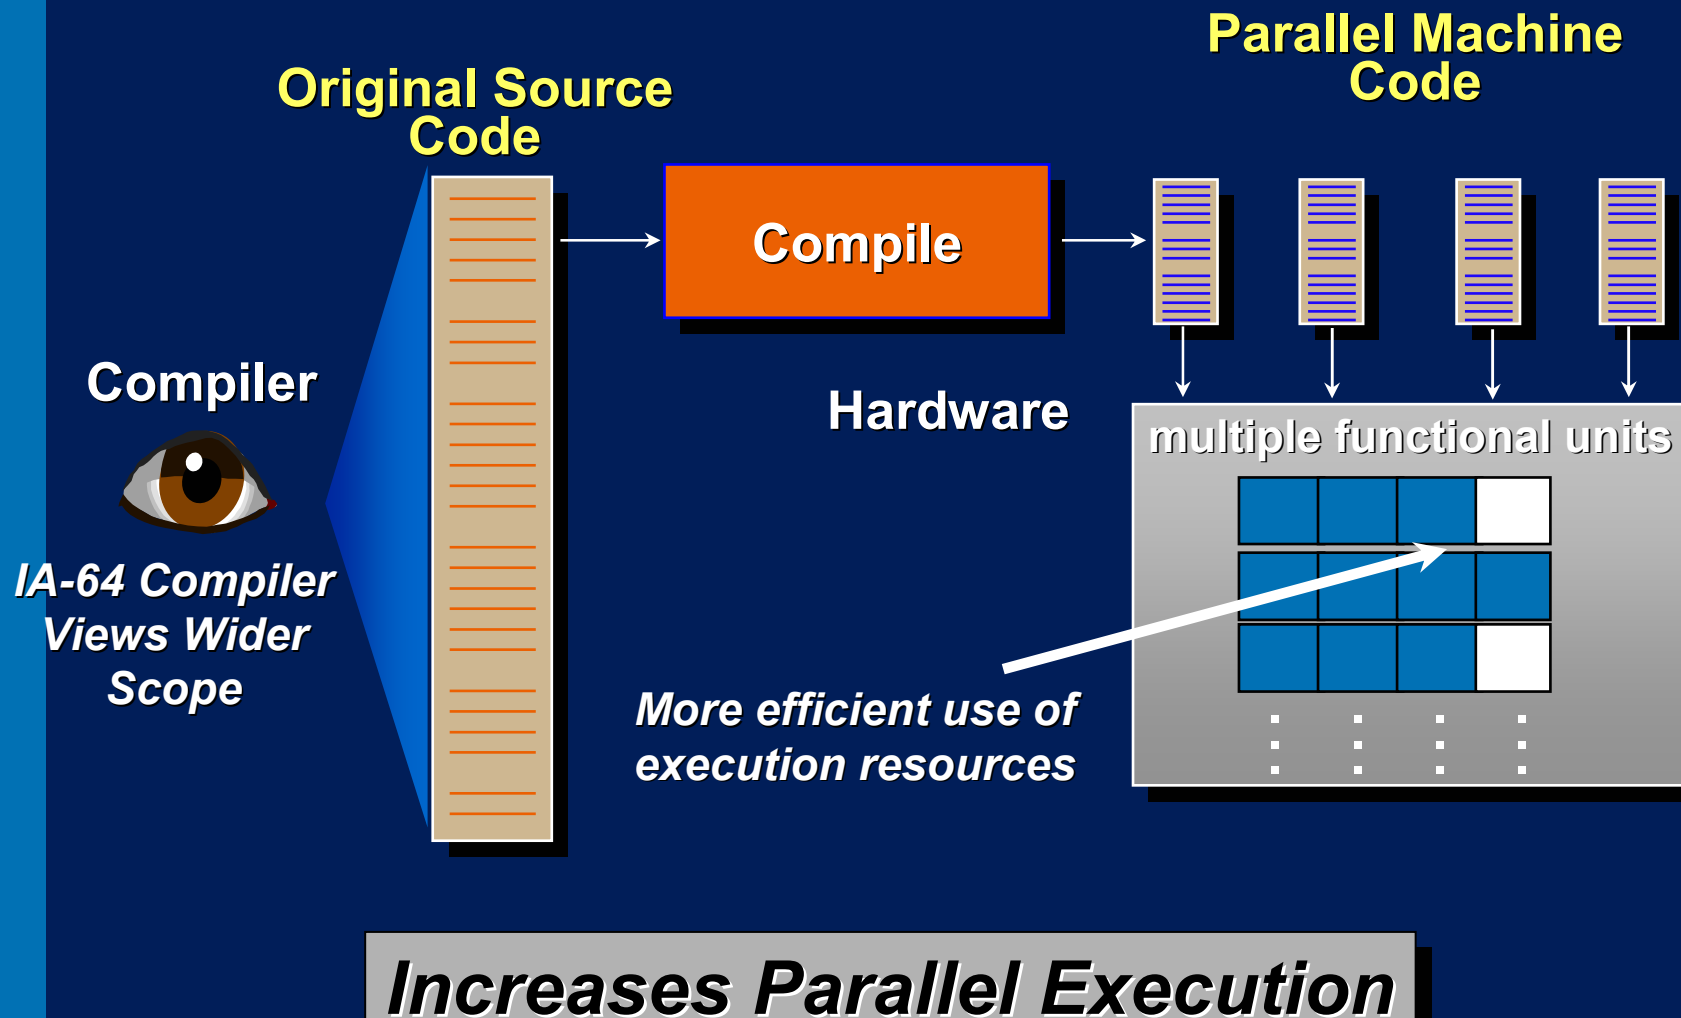 Original Source
Code
Parallel Machine
Code
Compile
Compiler
IA-64 Compiler
Views Wider
Scope
Hardware
multiple functional units
More efficient use of
execution resources
Increases Parallel Execution